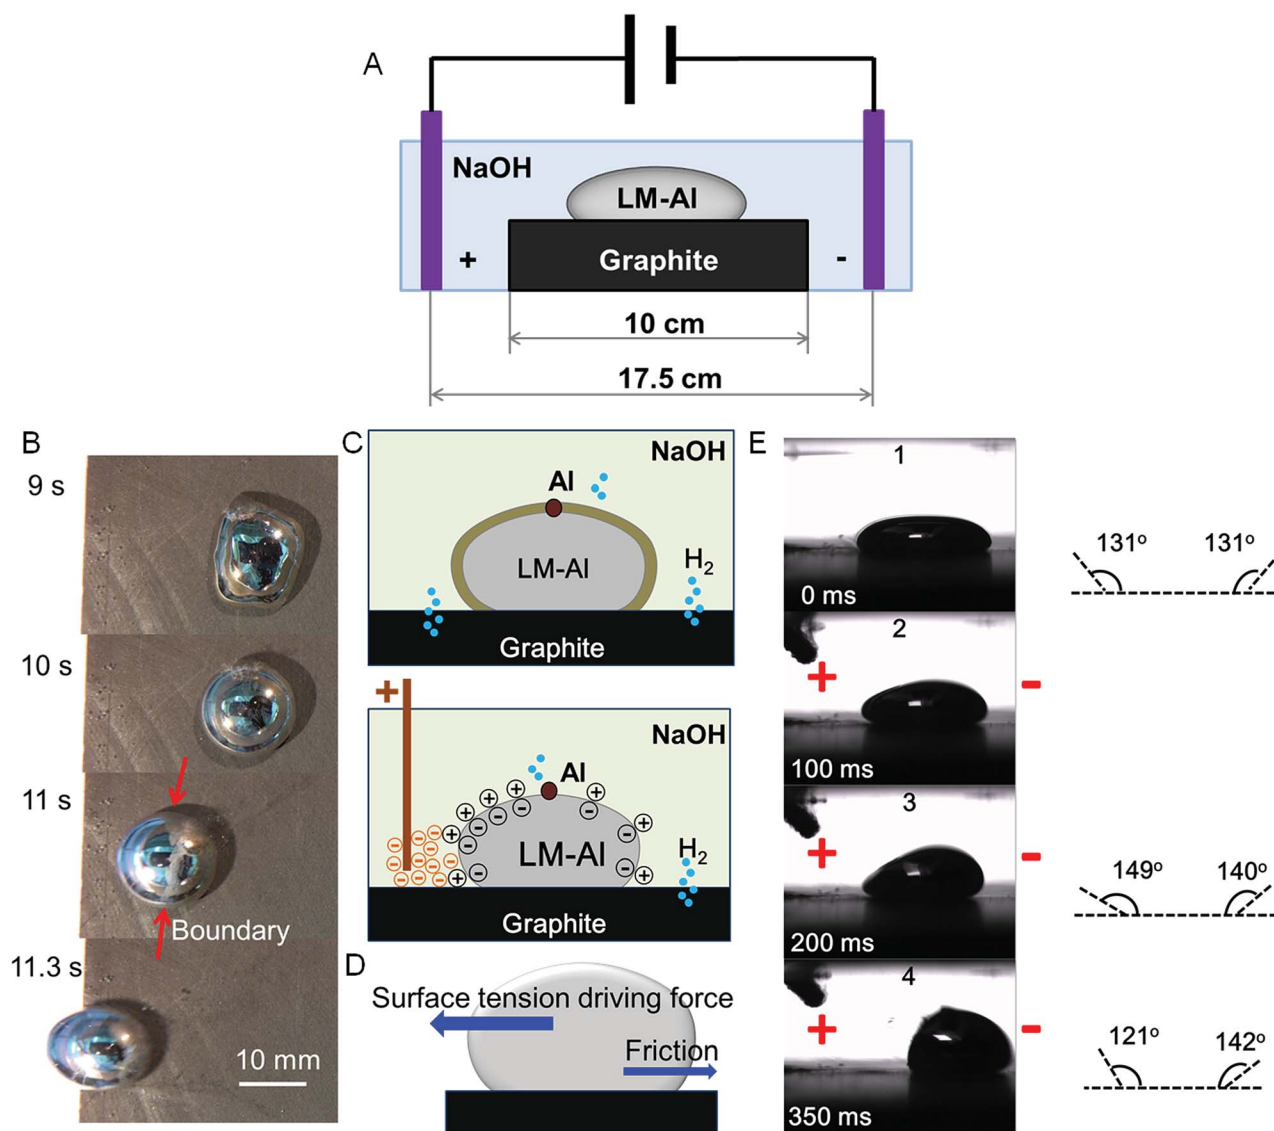 A
NaOH
LM-Al
+
Graphite
-
10 cm
17.5 cm
B
9 s
10 s
11 s
Boundary
11.3 s
10 mm
C
NaOH
Al
LM-Al
H2
Graphite
+
NaOH
Al
LM-Al
H2
Graphite
D
Surface tension driving force
Friction
E
1
0 ms
131° 131°
2
+ -
100 ms
3
+ -
200 ms
149° 140°
4
+ -
350 ms
121° 142°